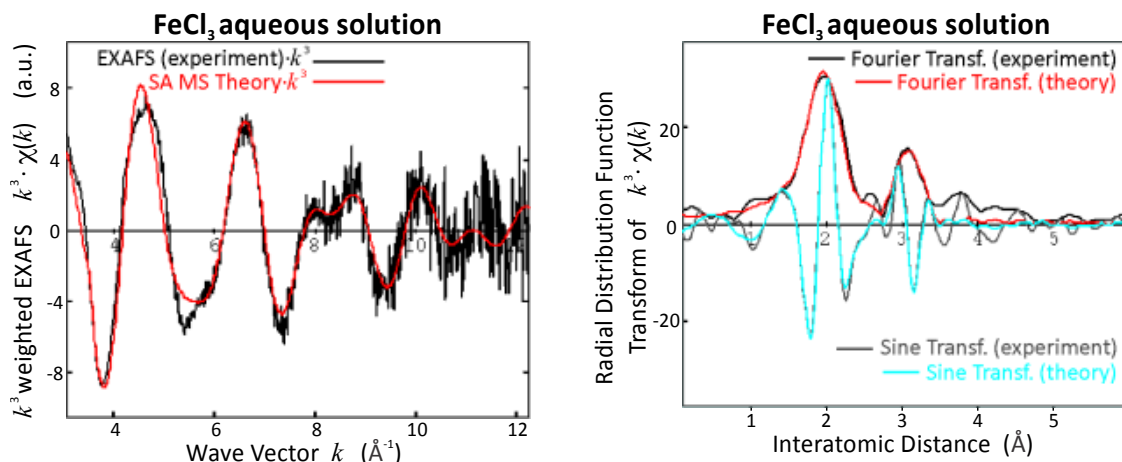 FeCl₃ aqueous solution
EXAFS (experiment)·k³
SA MS Theory·k³
k³ weighted EXAFS k³· χ(k) (a.u.)
8
4
0
-4
-8
4 6 8 10 12
4 6 8 10 12
Wave Vector k (Å⁻¹)
FeCl₃ aqueous solution
Fourier Transf. (experiment)
Fourier Transf. (theory)
Radial Distribution Function
Transform of k³· χ(k)
20
0
-20
1 2 3 4 5
Sine Transf. (experiment)
Sine Transf. (theory)
1 2 3 4 5
Interatomic Distance (Å)